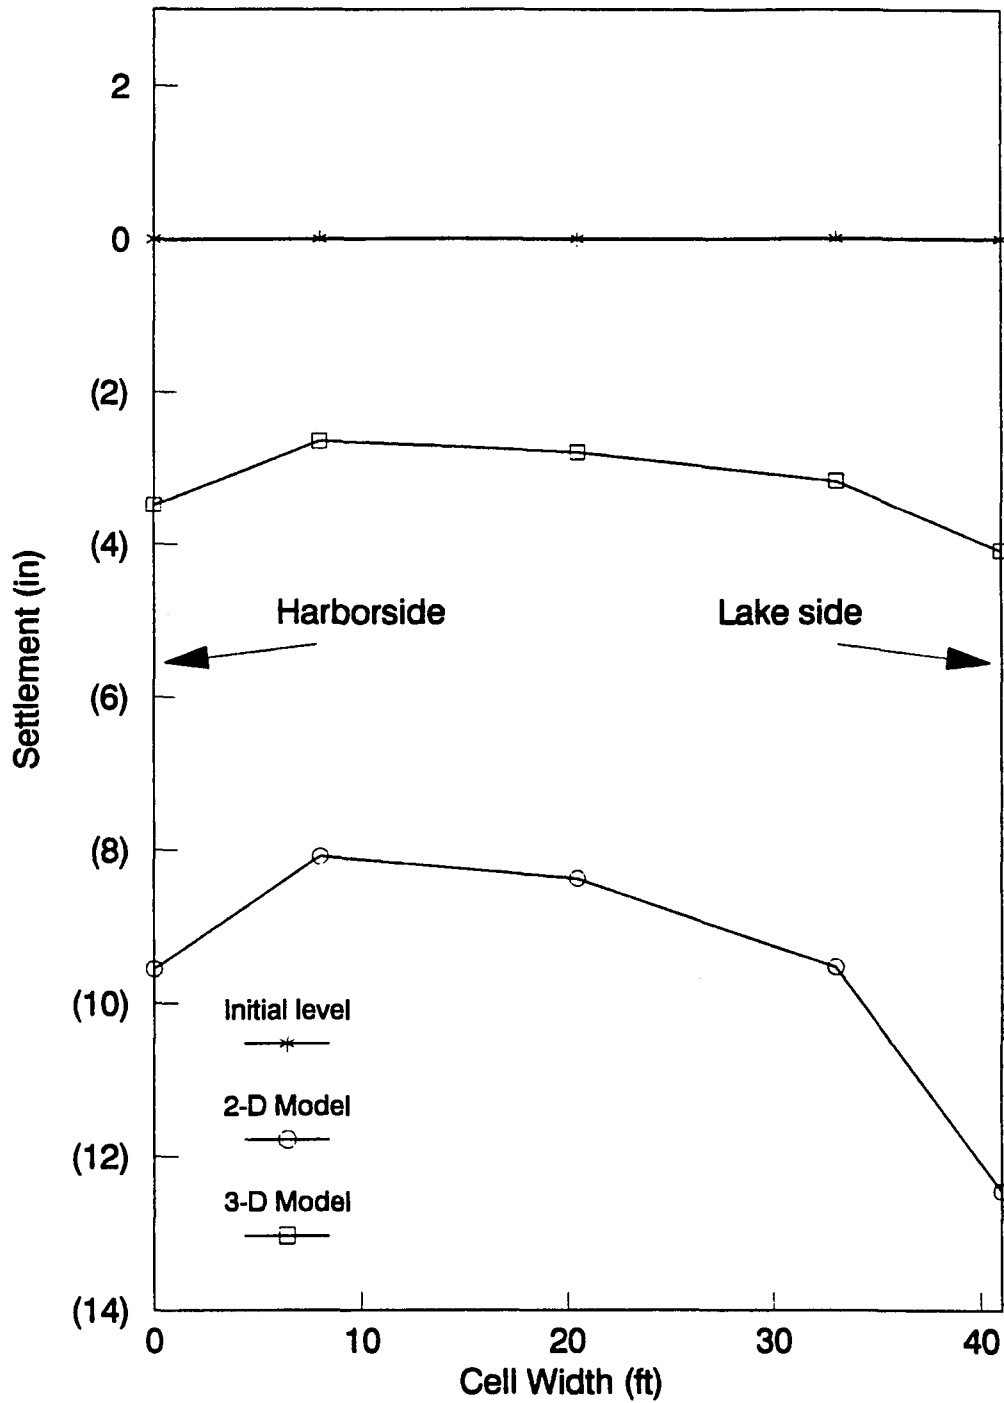 2
0
(2)
(4)
(6)
(8)
(10)
(12)
(14)
Settlement (in)
Harborside
Lake side
Initial level
2-D Model
3-D Model
0
10
20
30
40
Cell Width (ft)